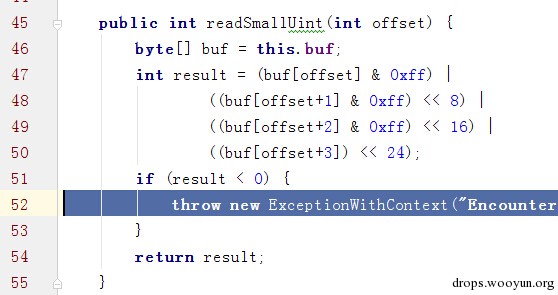 45 public int readSmallUint(int offset) {
46 byte[] buf = this.buf;
47 int result = (buf[offset] & 0xff) |
48 ((buf[offset+1] & 0xff) << 8) |
49 ((buf[offset+2] & 0xff) << 16) |
50 ((buf[offset+3]) << 24);
51 if (result < 0) {
52 throw new ExceptionWithContext("Encounter
53 }
54 return result;
55 }
drops.wooyun.org